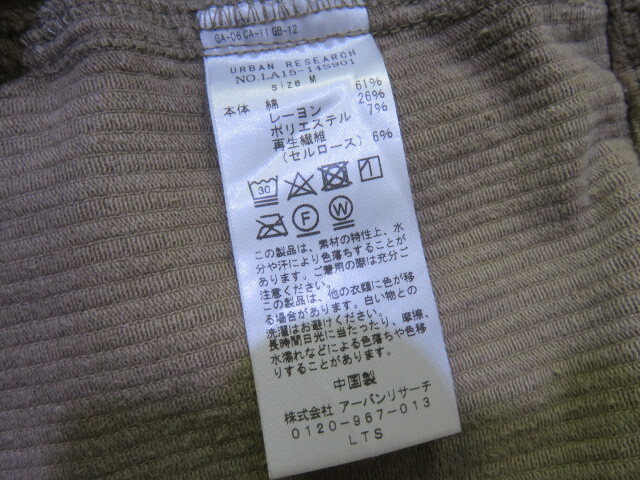 GA-06 CA-11 GB-12
URBAN RESEARCH
NO.LA15-14S901
size M
本体 綿 61%
レーヨン 26%
ポリエステル 7%
再生繊維
(セルロース) 6%
30
F W
この製品は、素材の特性上、水
分や汗により色落ちすることが
あります。ご着用の際は充分ご
注意ください。
この製品は、他の衣類に色が移
る場合があります。白い物との
洗濯はお避けください。
長時間日光に当たったり、摩擦、
水濡れなどによる色落ちや色移
りすることがあります。
中国製
株式会社 アーバンリサーチ
0120-967-013
LTS